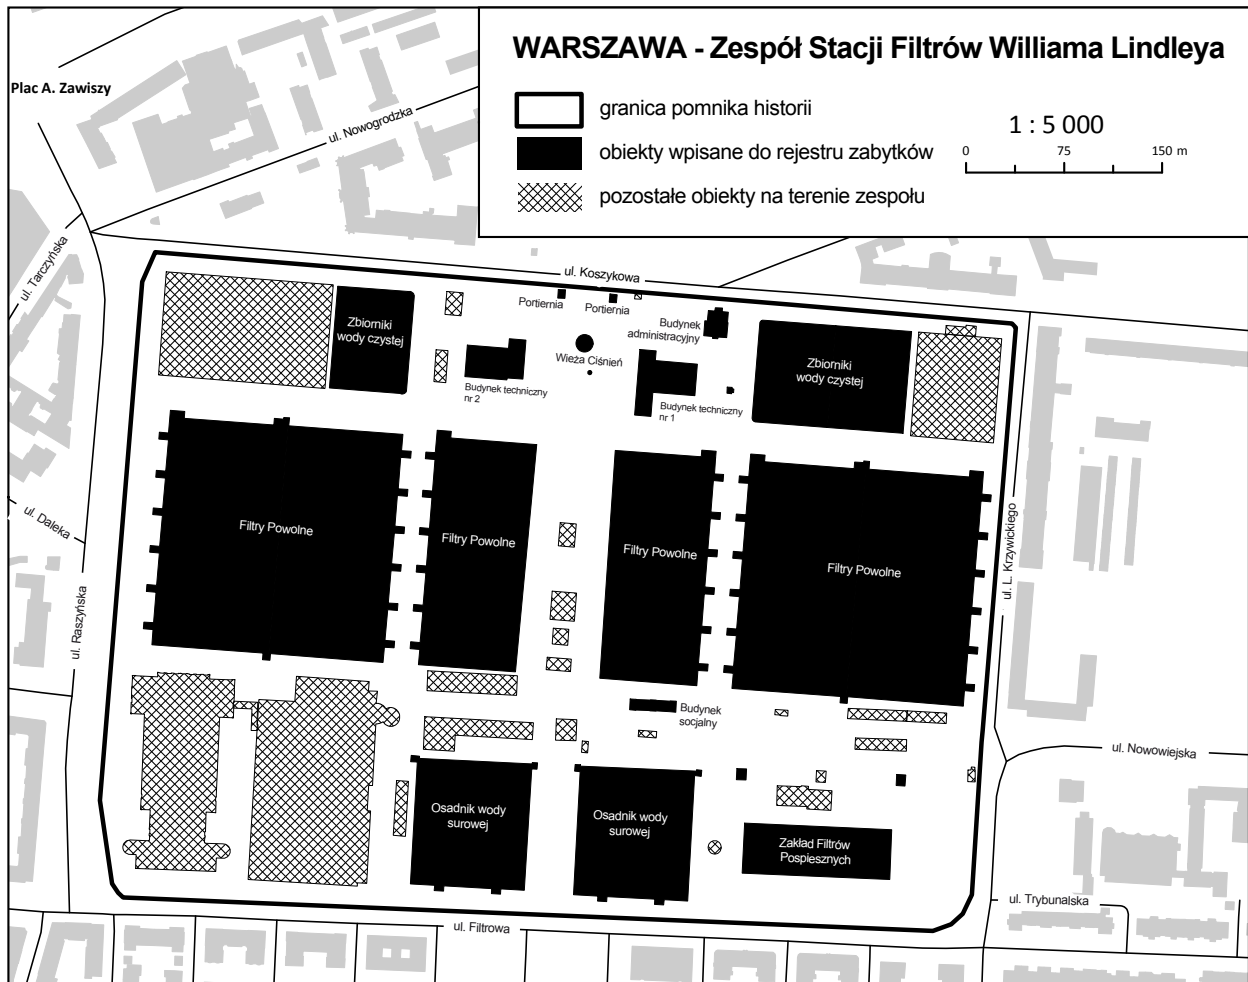 WARSZAWA - Zespół Stacji Filtrów Williama Lindleya
granica pomnika historii
obiekty wpisane do rejestru zabytków
pozostałe obiekty na terenie zespołu
1 : 5 000
0 75 150 m
Plac A. Zawiszy
ul. Nowogrodzka
ul. Tarczyńska
ul. Koszykowa
Portiernia
Portiernia
Zbiorniki
wody czystej
Budynek
administracyjny
Wieża Ciśnień
Zbiorniki
wody czystej
Budynek techniczny
nr 2
Budynek techniczny
nr 1
ul. Daleka
Filtry Powolne
Filtry Powolne
Filtry Powolne
Filtry Powolne
ul. L. Krzywickiego
ul. Raszyńska
Budynek
socjalny
ul. Nowowiejska
Osadnik wody
surowej
Osadnik wody
surowej
Zakład Filtrów
Pospiesznych
ul. Trybunalska
ul. Filtrowa